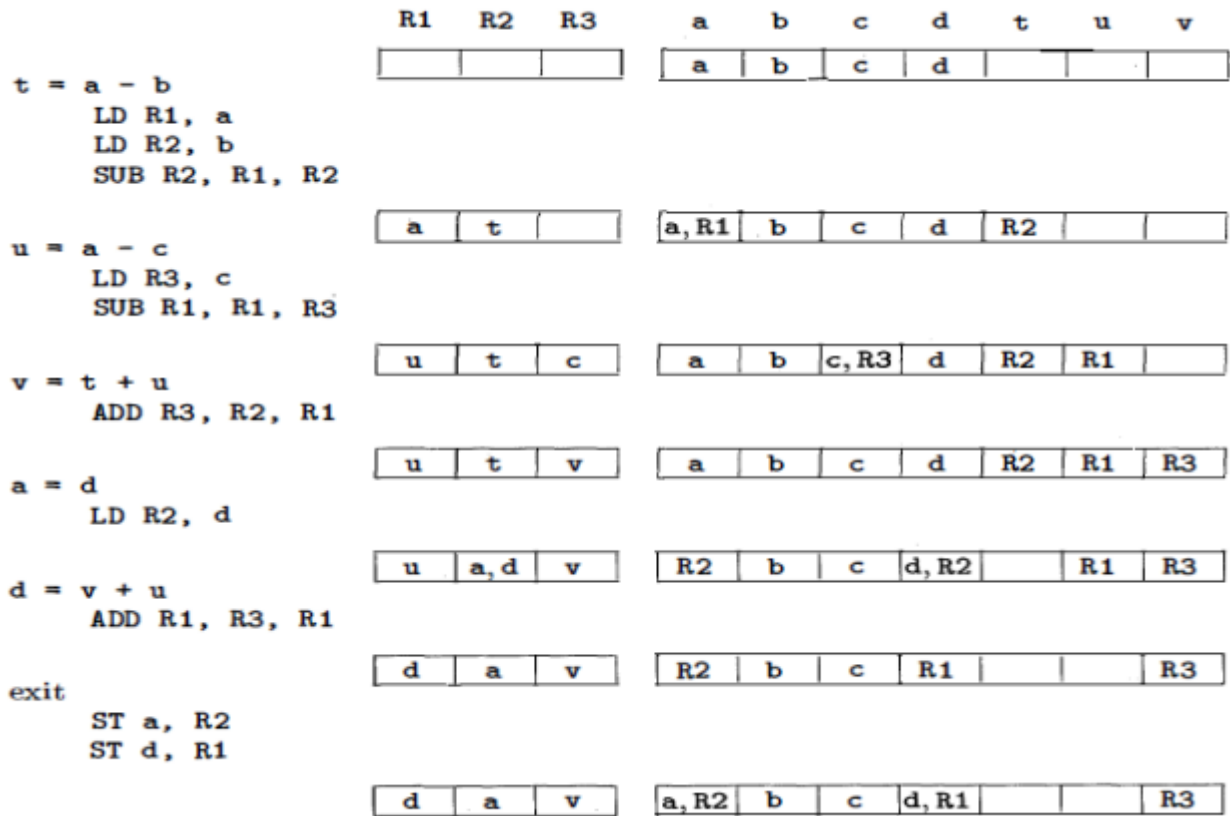 R1 R2 R3 a b c d t u v
a b c d
t = a - b
LD R1, a
LD R2, b
SUB R2, R1, R2
a t a,R1 b c d R2
u = a - c
LD R3, c
SUB R1, R1, R3
u t c a b c,R3 d R2 R1
v = t + u
ADD R3, R2, R1
u t v a b c d R2 R1 R3
a = d
LD R2, d
u a,d v R2 b c d,R2 R1 R3
d = v + u
ADD R1, R3, R1
d a v R2 b c R1 R3
exit
ST a, R2
ST d, R1
d a v a,R2 b c d,R1 R3